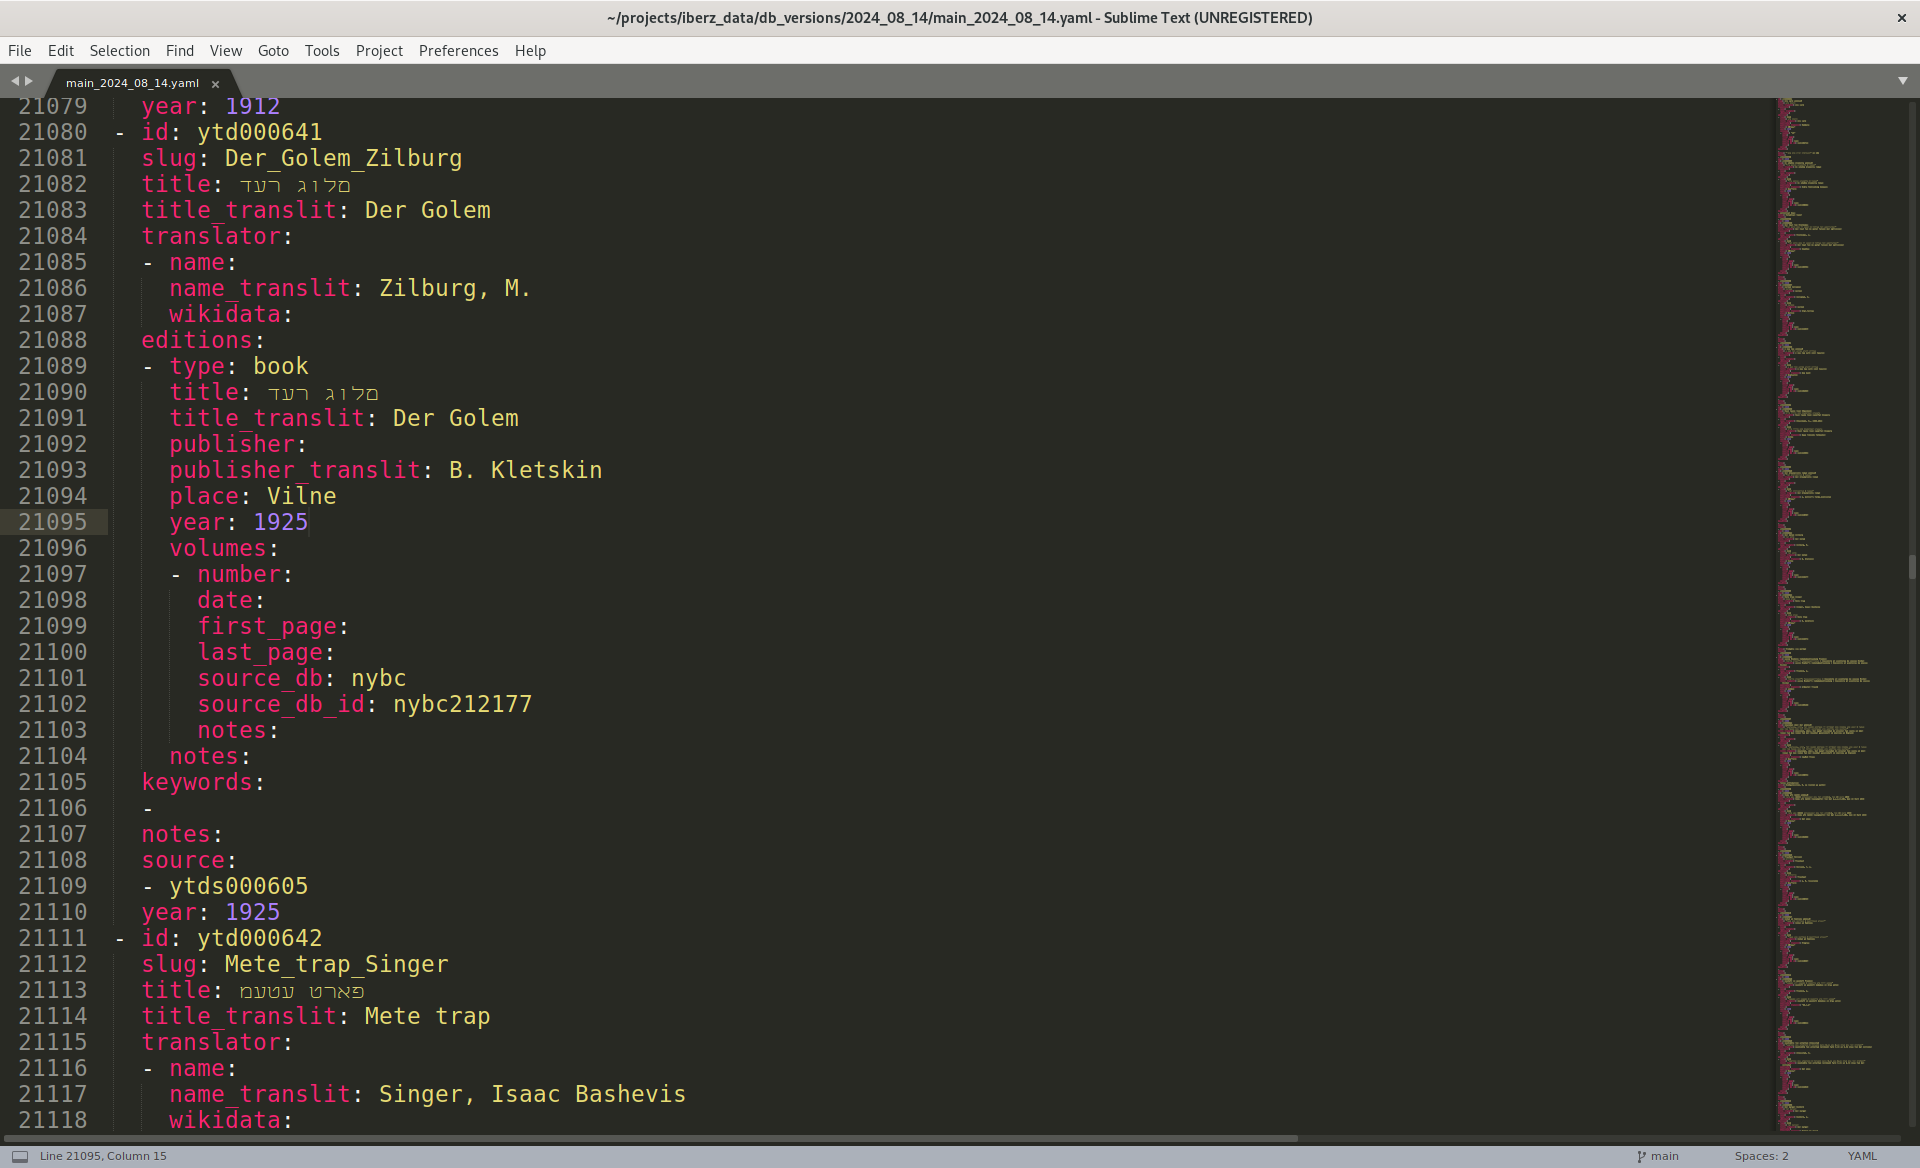 ~/projects/iberz_data/db_versions/2024_08_14/main_2024_08_14.yaml - Sublime Text (UNREGISTERED)
File Edit Selection Find View Goto Tools Project Preferences Help
main_2024_08_14.yaml
21079 year: 1912
21080 - id: ytd000641
21081 slug: Der_Golem_Zilburg
21082 title: דער גולם
21083 title_translit: Der Golem
21084 translator:
21085 - name:
21086 name_translit: Zilburg, M.
21087 wikidata:
21088 editions:
21089 - type: book
21090 title: דער גולם
21091 title_translit: Der Golem
21092 publisher:
21093 publisher_translit: B. Kletskin
21094 place: Vilne
21095 year: 1925
21096 volumes:
21097 - number:
21098 date:
21099 first_page:
21100 last_page:
21101 source_db: nybc
21102 source_db_id: nybc212177
21103 notes:
21104 notes:
21105 keywords:
21106 -
21107 notes:
21108 source:
21109 - ytds000605
21110 year: 1925
21111 - id: ytd000642
21112 slug: Mete_trap_Singer
21113 title: מעטע טראפ
21114 title_translit: Mete trap
21115 translator:
21116 - name:
21117 name_translit: Singer, Isaac Bashevis
21118 wikidata:
Line 21095, Column 15 main Spaces: 2 YAML